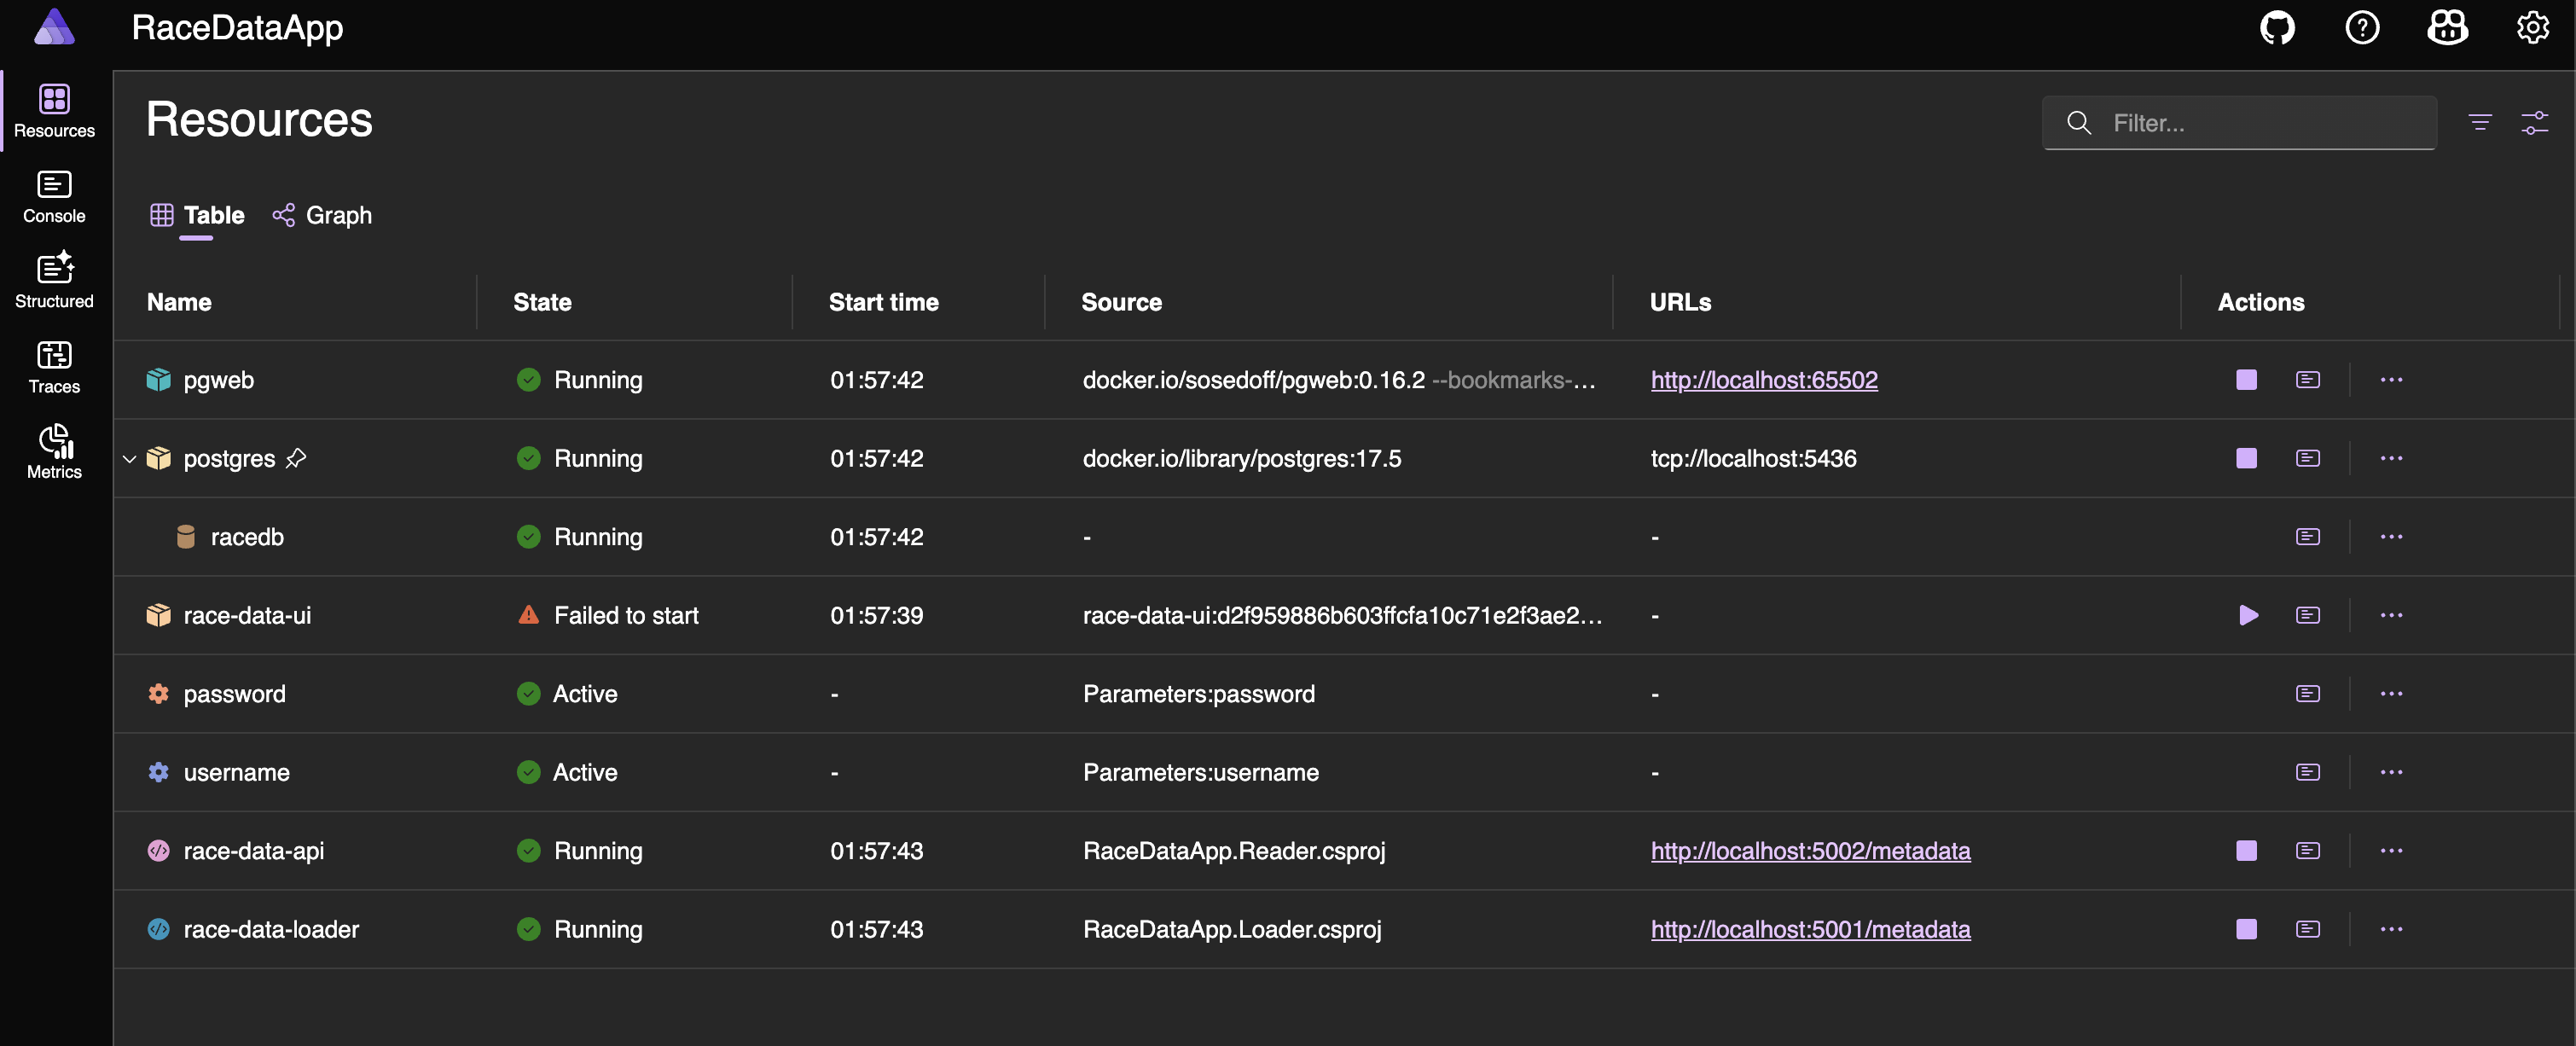 RaceDataApp
Resources
Console
Structured
Traces
Metrics
Resources
Filter...
Table Graph
Name State Start time Source URLs Actions
pgweb Running 01:57:42 docker.io/sosedoff/pgweb:0.16.2 --bookmarks-... http://localhost:65502
postgres Running 01:57:42 docker.io/library/postgres:17.5 tcp://localhost:5436
racedb Running 01:57:42 - -
race-data-ui Failed to start 01:57:39 race-data-ui:d2f959886b603ffcfa10c71e2f3ae2... -
password Active - Parameters:password -
username Active - Parameters:username -
race-data-api Running 01:57:43 RaceDataApp.Reader.csproj http://localhost:5002/metadata
race-data-loader Running 01:57:43 RaceDataApp.Loader.csproj http://localhost:5001/metadata